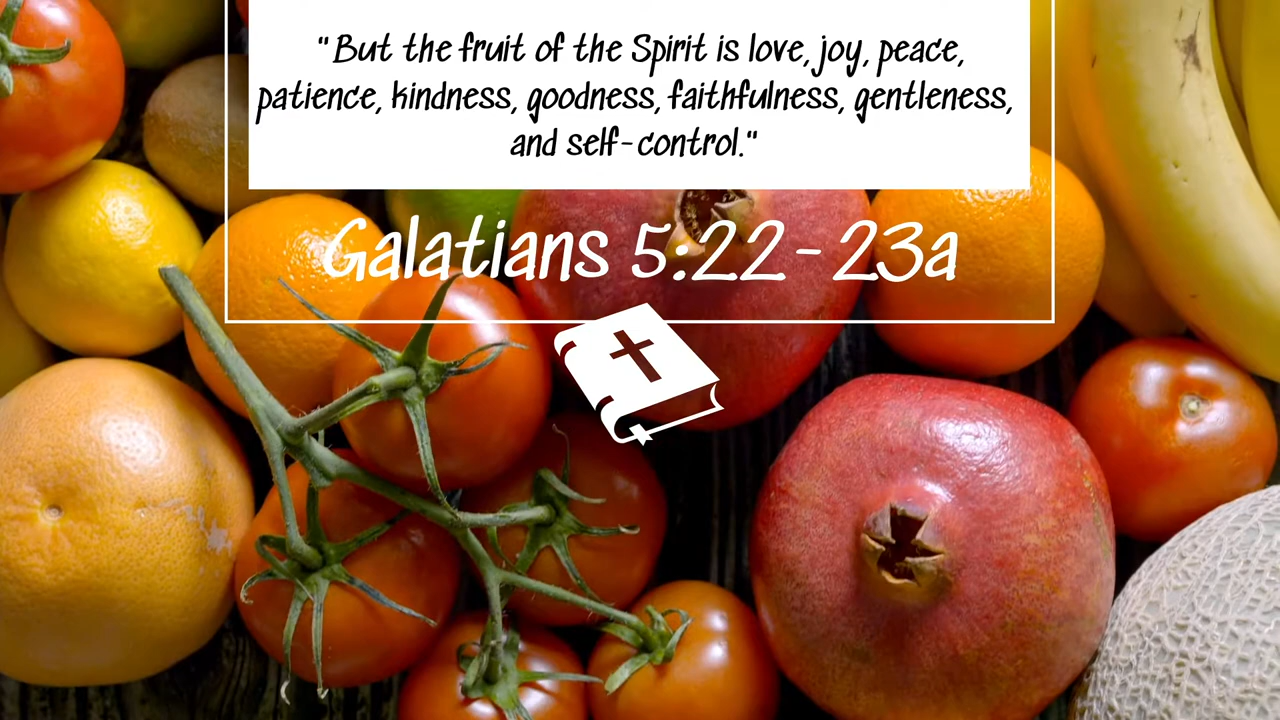 "But the fruit of the Spirit is love, joy, peace,
patience, kindness, goodness, faithfulness, gentleness,
and self-control."
Galatians 5:22-23a